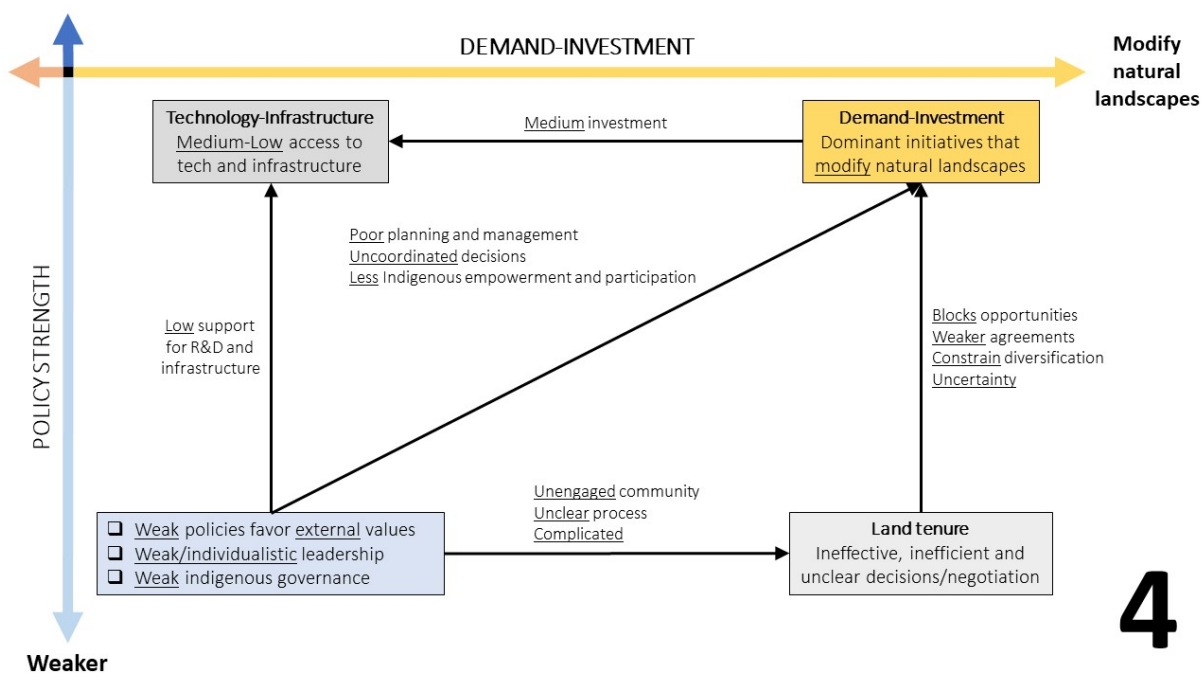 DEMAND-INVESTMENT
Modify
natural
landscapes
Technology-Infrastructure
Medium-Low access to
tech and infrastructure
Medium investment
Demand-Investment
Dominant initiatives that
modify natural landscapes
Poor planning and management
Uncoordinated decisions
Less Indigenous empowerment and participation
POLICY STRENGTH
Low support
for R&D and
infrastructure
Blocks opportunities
Weaker agreements
Constrain diversification
Uncertainty
Unengaged community
Unclear process
Complicated
Weak policies favor external values
Weak/individualistic leadership
Weak indigenous governance
Land tenure
Ineffective, inefficient and
unclear decisions/negotiation
4
Weaker